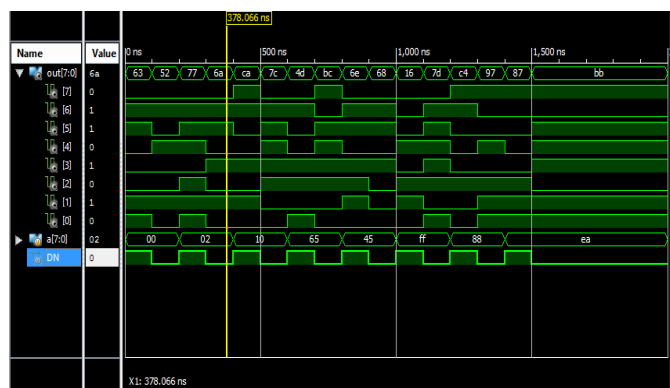 378.066 ns
Name Value 0 ns 500 ns 1,000 ns 1,500 ns
out[7:0] 6a 63 52 77 6a ca 7c 4d bc 6e 68 16 7d c4 97 87 bb
[7] 0
[6] 1
[5] 1
[4] 0
[3] 1
[2] 0
[1] 1
[0] 0
a[7:0] 02 00 02 10 65 45 ff 88 ea
DN 0
X1: 378.066 ns